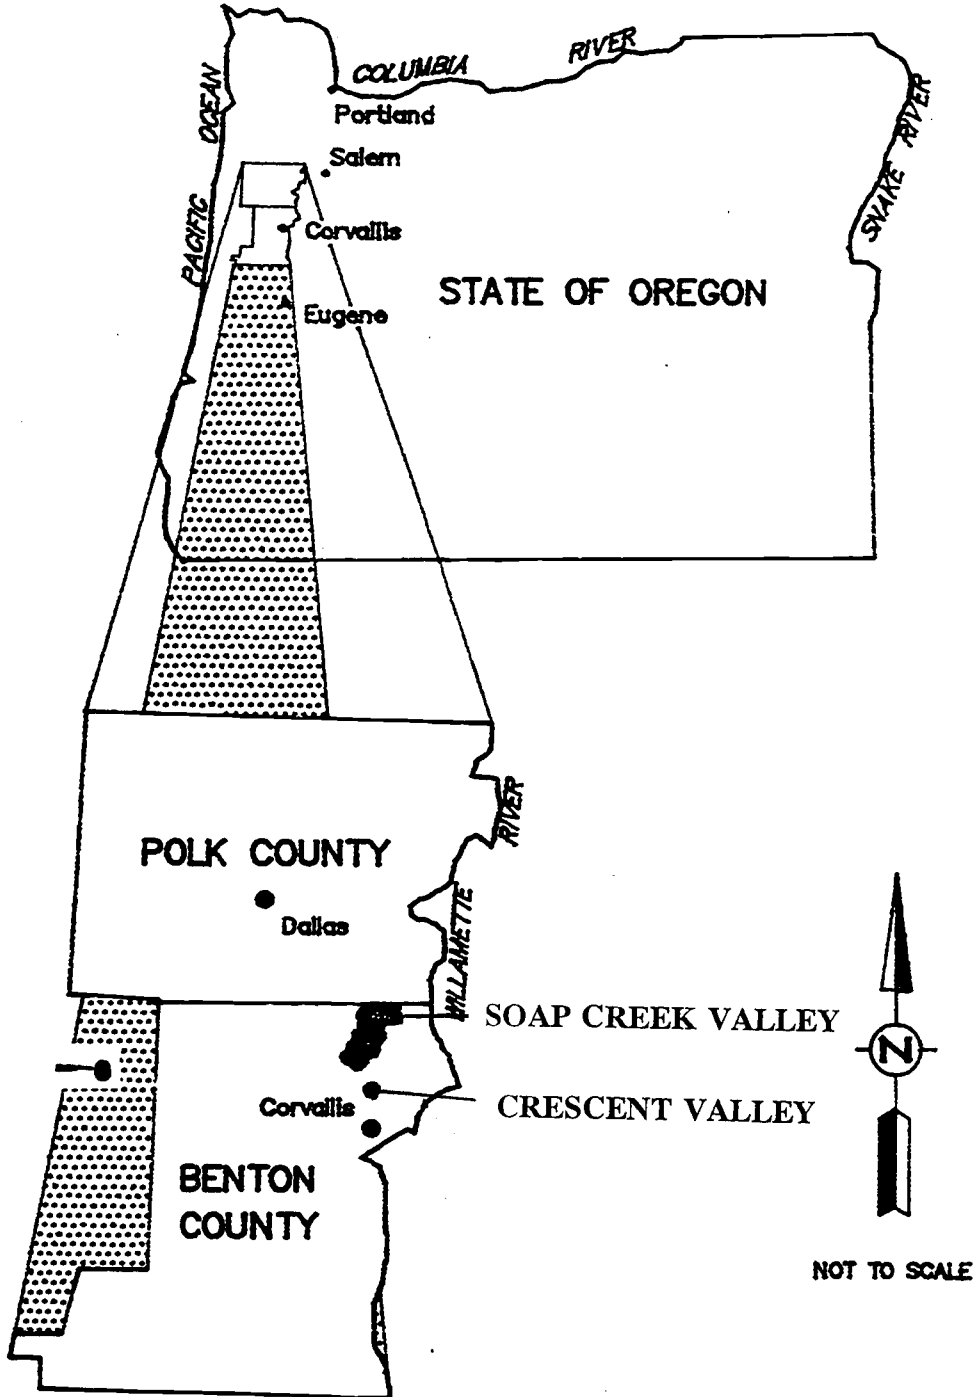 COLUMBIA
RIVER
PACIFIC OCEAN
SNAKE RIVER
Portland
Salem
Corvallis
Eugene
STATE OF OREGON
POLK COUNTY
Dallas
WILLAMETTE RIVER
SOAP CREEK VALLEY
Corvallis
CRESCENT VALLEY
BENTON
COUNTY
N
NOT TO SCALE